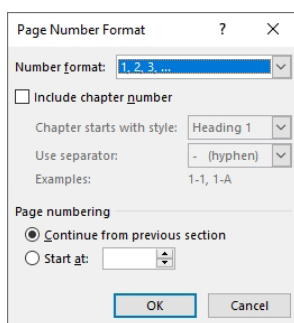 Page Number Format ? ×
Number format: 1, 2, 3, ...
Include chapter number
Chapter starts with style: Heading 1
Use separator: - (hyphen)
Examples: 1-1, 1-A
Page numbering
Continue from previous section
Start at:
OK Cancel